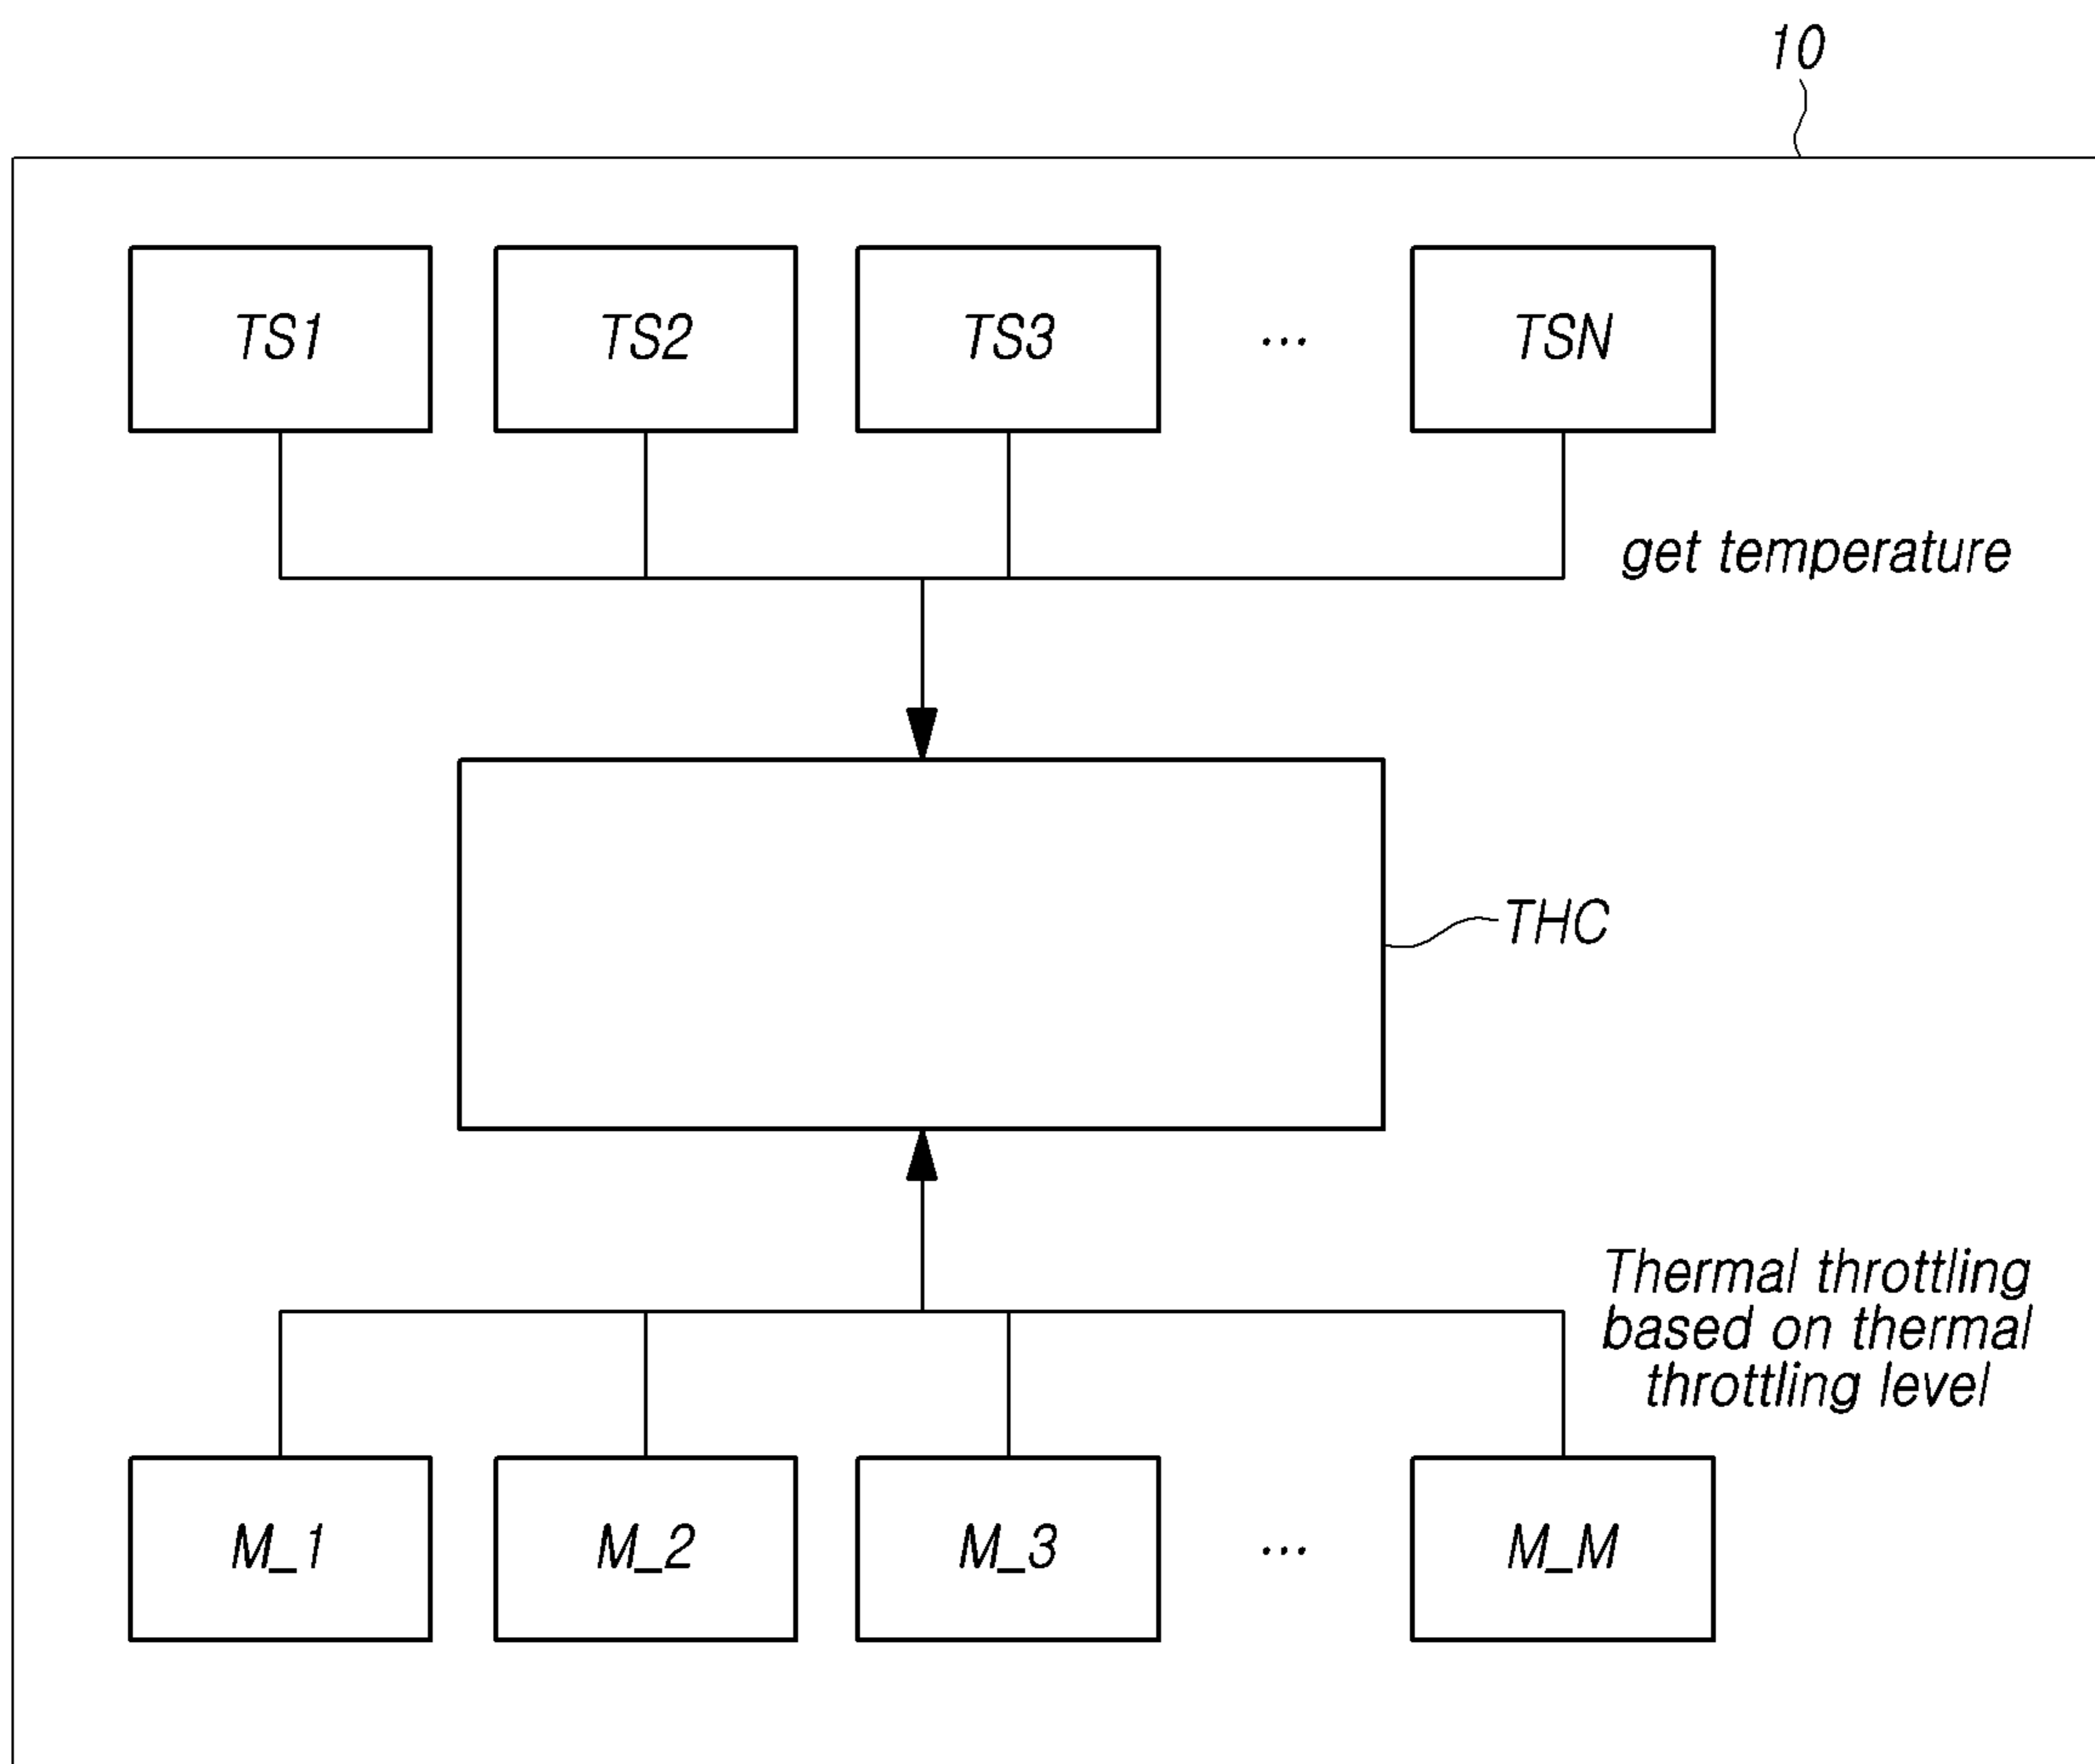 10
TS1 TS2 TS3 ... TSN
get temperature
THC
Thermal throttling
based on thermal
throttling level
M_1 M_2 M_3 ... M_M